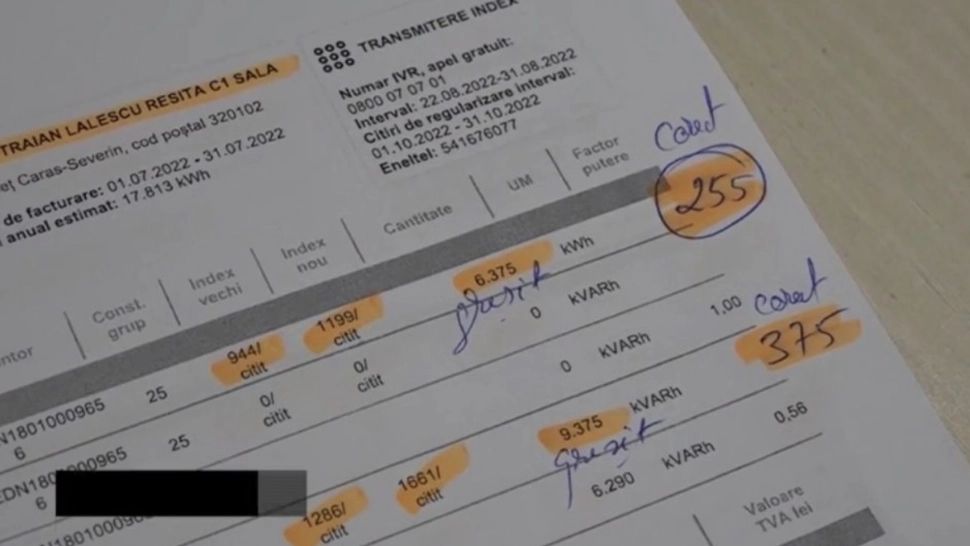 TRANSMITERE INDEX
Numar IVR, apel gratuit:
0800 07 07 01
Interval: 22.08.2022-31.08.2022
Citiri de regularizare interval:
01.10.2022 - 31.10.2022
Eneltel: 541676077
TRAIAN LALESCU RESITA C1 SALA
Caras-Severin, cod poștal 320102
de facturare: 01.07.2022 - 31.07.2022
anual estimat: 17.813 kWh
Const. grup
Index vechi
Index nou
Cantitate
UM
Factor putere
corect
255
1801000965 25 944/ citit 1199/ citit 6.375 kWh
6
greșit
25 0/ citit 0/ citit 0 kVARh
6
0 kVARh 1.00
corect
375
1286/ citit 1661/ citit 9.375 kVARh
greșit
6.290 kVARh 0,56
Valoare
TVA lei